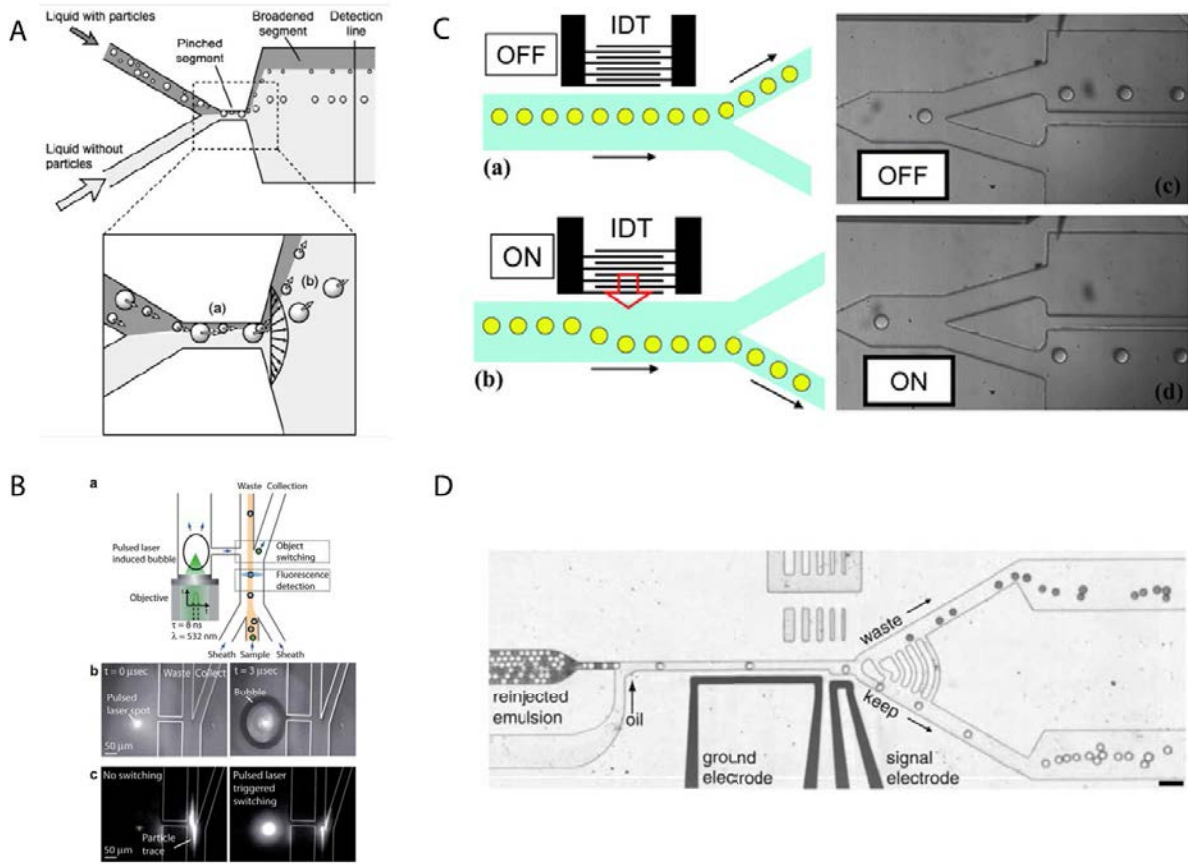 A
Liquid with particles
Pinched
segment
Broadened
segment
Detection
line
Liquid without
particles
(a)
(b)
B
a
Waste
Collection
Pulsed laser
induced bubble
Object
switching
Fluorescence
detection
Objective
τ = 8 ns
λ = 532 nm
Sheath
Sample
Sheath
b
τ = 0 µsec
Waste
Collect
t = 3 µsec
Bubble
Pulsed
laser spot
50 µm
c
No switching
Pulsed laser
triggered
switching
Particle
trace
50 µm
C
OFF
IDT
(a)
ON
IDT
(b)
OFF
(c)
ON
(d)
D
waste
reinjected
emulsion
oil
keep
ground
electrode
signal
electrode